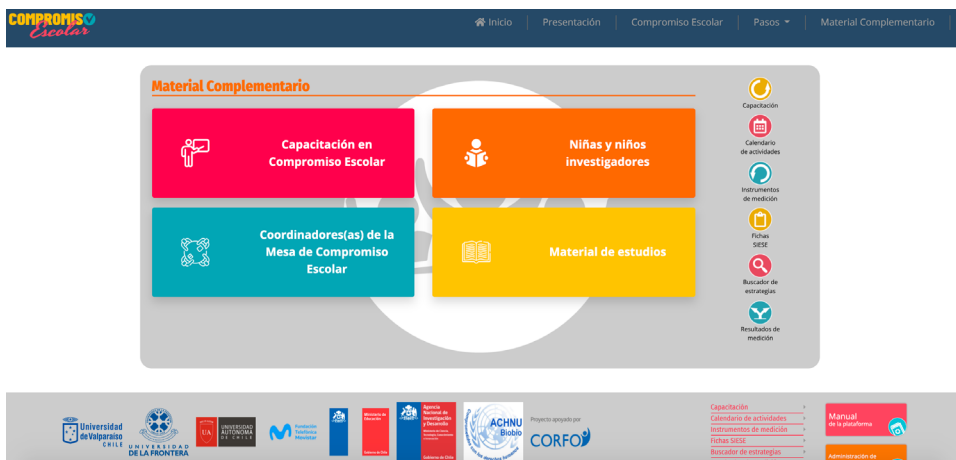 COMPROMISO
Escolar
Inicio
Presentación
Compromiso Escolar
Pasos
Material Complementario
Material Complementario
Capacitación en
Compromiso Escolar
Niñas y niños
investigadores
Coordinadores(as) de la
Mesa de Compromiso
Escolar
Material de estudios
Capacitación
Calendario
de actividades
Instrumentos
de medición
Fichas
SIESE
Buscador de
estrategias
Resultados de
medición
Universidad
deValparaíso
CHILE
UNIVERSIDAD
DE LA FRONTERA
UA
UNIVERSIDAD
AUTÓNOMA
DE CHILE
Fundación
Telefónica
Movistar
Ministerio de
Educación
Gobierno de Chile
Agencia
Nacional de
Investigación
y Desarrollo
Gobierno de Chile
ACHNU
Biobío
Proyecto apoyado por
CORFO
Capacitación
Calendario de actividades
Instrumentos de medición
Fichas SIESE
Buscador de estrategias
Manual
de la plataforma
Administración de